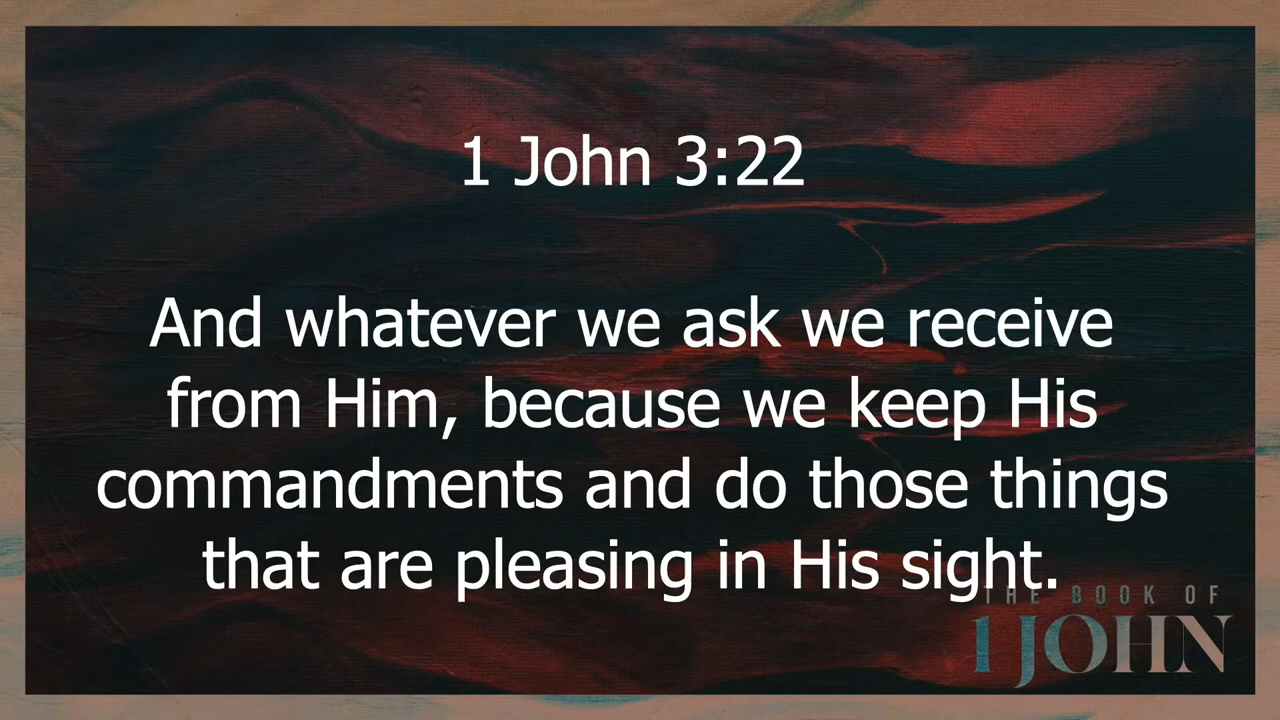 1 John 3:22
And whatever we ask we receive
from Him, because we keep His
commandments and do those things
that are pleasing in His sight.
THE BOOK OF
1 JOHN